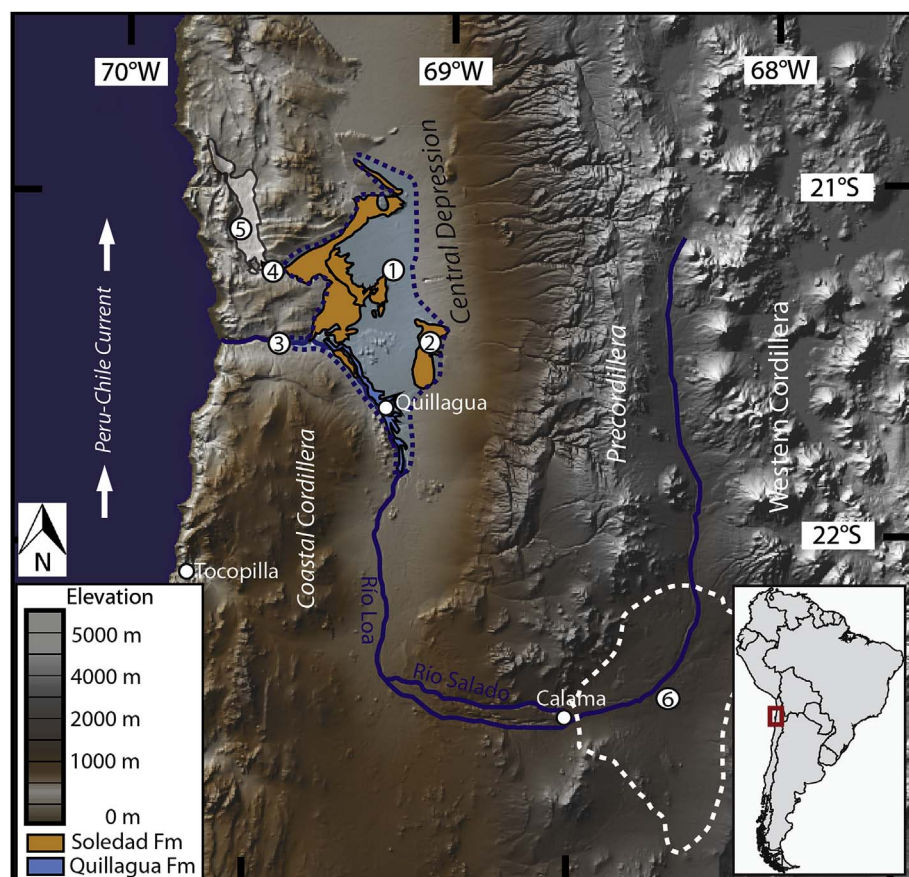 70°W
69°W
68°W
21°S
Central Depression
5
4
1
Peru-Chile Current
3
2
Quillagua
Precordillera
Western Cordillera
Coastal Cordillera
22°S
N
Tocopilla
Río Loa
Río Salado
Calama
6
Elevation
5000 m
4000 m
2000 m
1000 m
0 m
Soledad Fm
Quillagua Fm